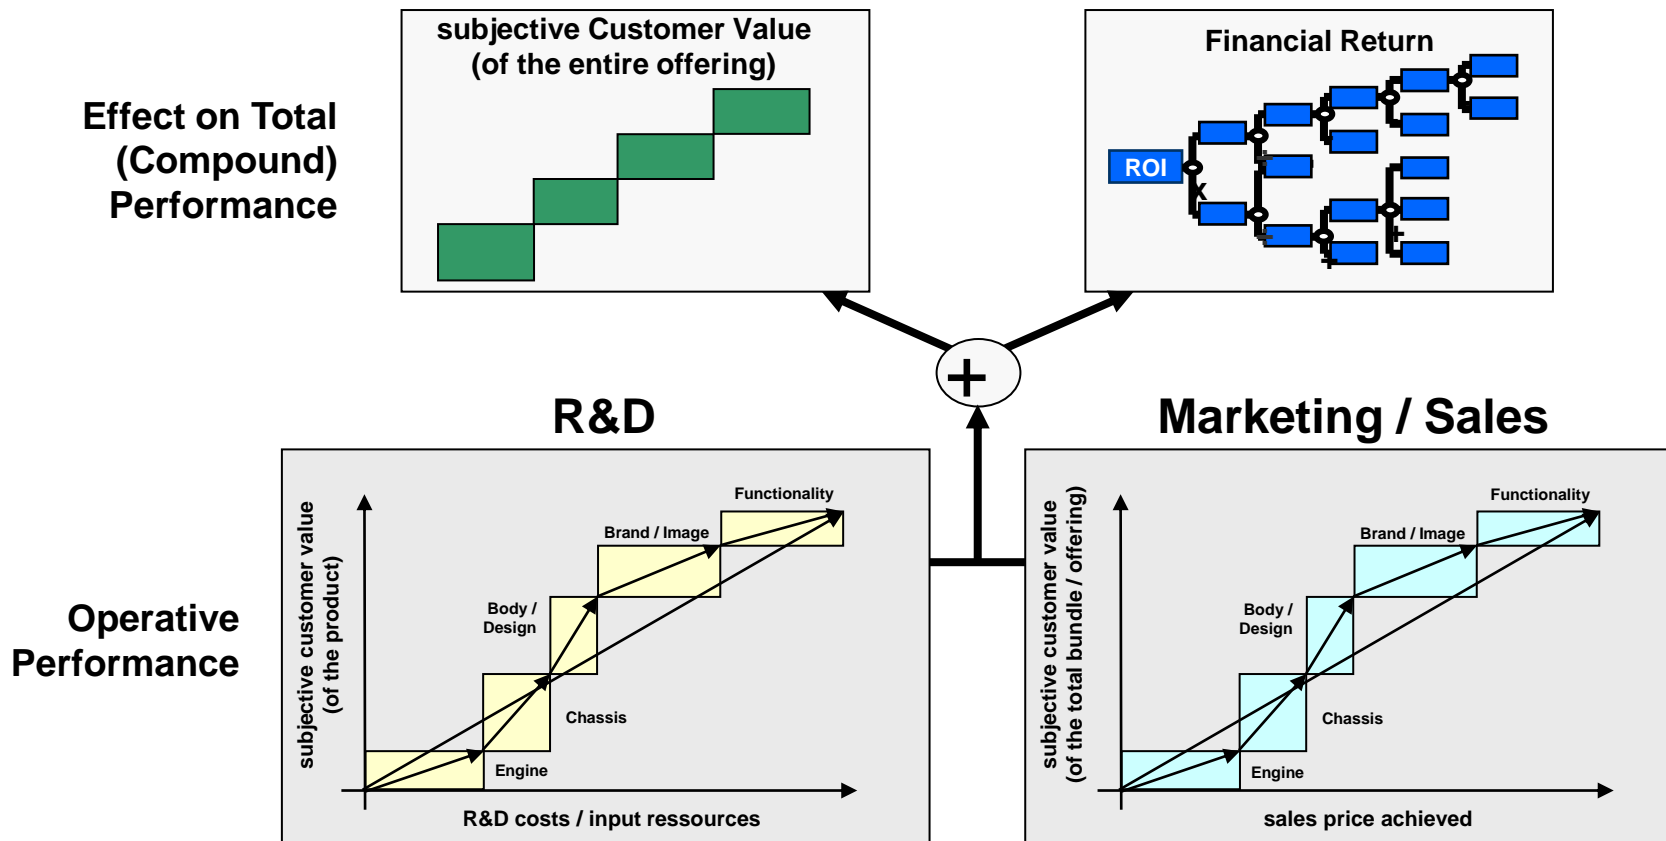 subjective Customer Value
(of the entire offering)
Financial Return
Effect on Total
(Compound)
Performance
ROI
x
+
+
+
+
+
R&D
Marketing / Sales
Operative
Performance
subjective customer value
(of the product)
Functionality
Brand / Image
Body /
Design
Chassis
Engine
R&D costs / input ressources
subjective customer value
(of the total bundle / offering)
Functionality
Brand / Image
Body /
Design
Chassis
Engine
sales price achieved